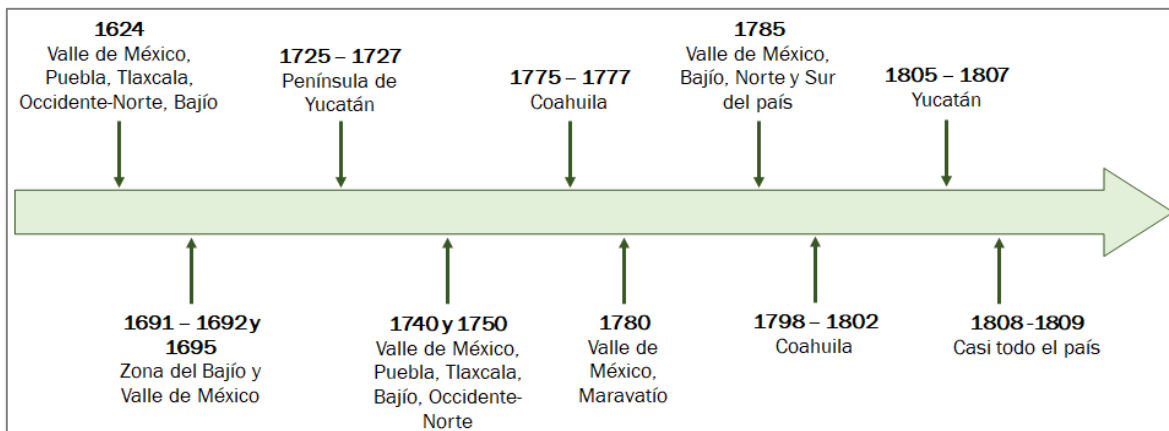 1624
Valle de México,
Puebla, Tlaxcala,
Occidente-Norte, Bajío
1725 – 1727
Península de
Yucatán
1775 – 1777
Coahuila
1785
Valle de México,
Bajío, Norte y Sur
del país
1805 – 1807
Yucatán
1691 – 1692 y
1695
Zona del Bajío y
Valle de México
1740 y 1750
Valle de México,
Puebla, Tlaxcala,
Bajío, Occidente-
Norte
1780
Valle de
México,
Maravatío
1798 – 1802
Coahuila
1808 -1809
Casi todo el país